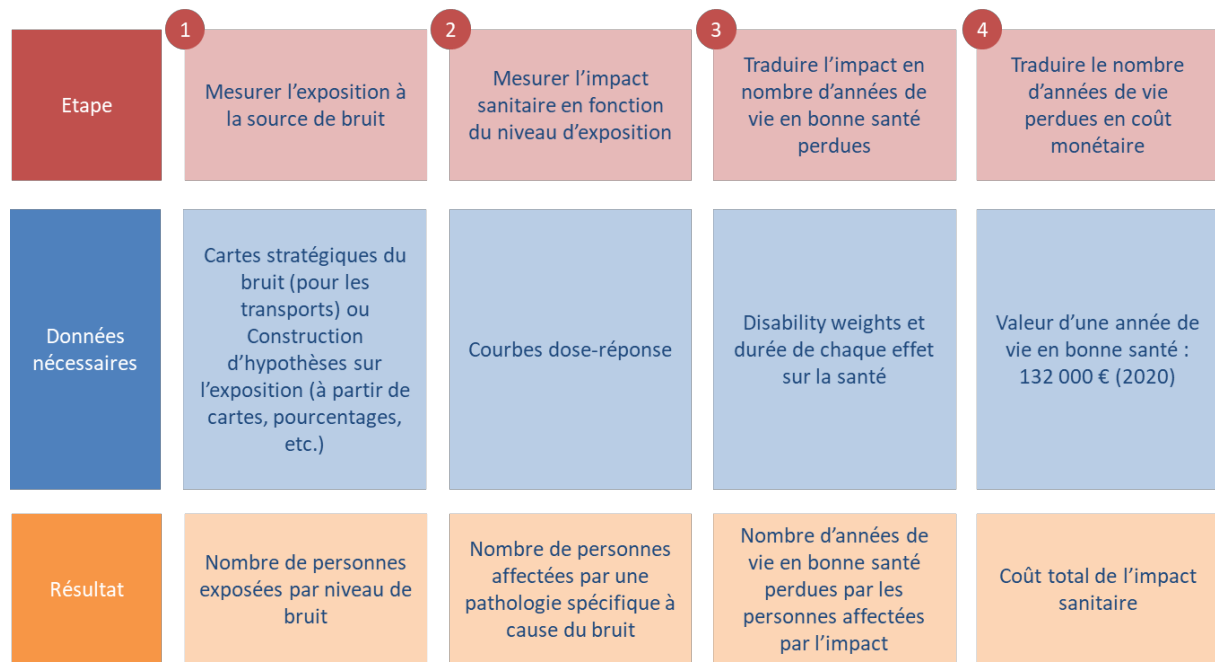 1
2
3
4
Etape
Mesurer l’exposition à
la source de bruit
Mesurer l’impact
sanitaire en fonction
du niveau d’exposition
Traduire l’impact en
nombre d’années de
vie en bonne santé
perdues
Traduire le nombre
d’années de vie
perdues en coût
monétaire
Données
nécessaires
Cartes stratégiques du
bruit (pour les
transports) ou
Construction
d’hypothèses sur
l’exposition (à partir de
cartes, pourcentages,
etc.)
Courbes dose-réponse
Disability weights et
durée de chaque effet
sur la santé
Valeur d’une année de
vie en bonne santé :
132 000 € (2020)
Résultat
Nombre de personnes
exposées par niveau de
bruit
Nombre de personnes
affectées par une
pathologie spécifique à
cause du bruit
Nombre d’années de
vie en bonne santé
perdues par les
personnes affectées
par l’impact
Coût total de l’impact
sanitaire